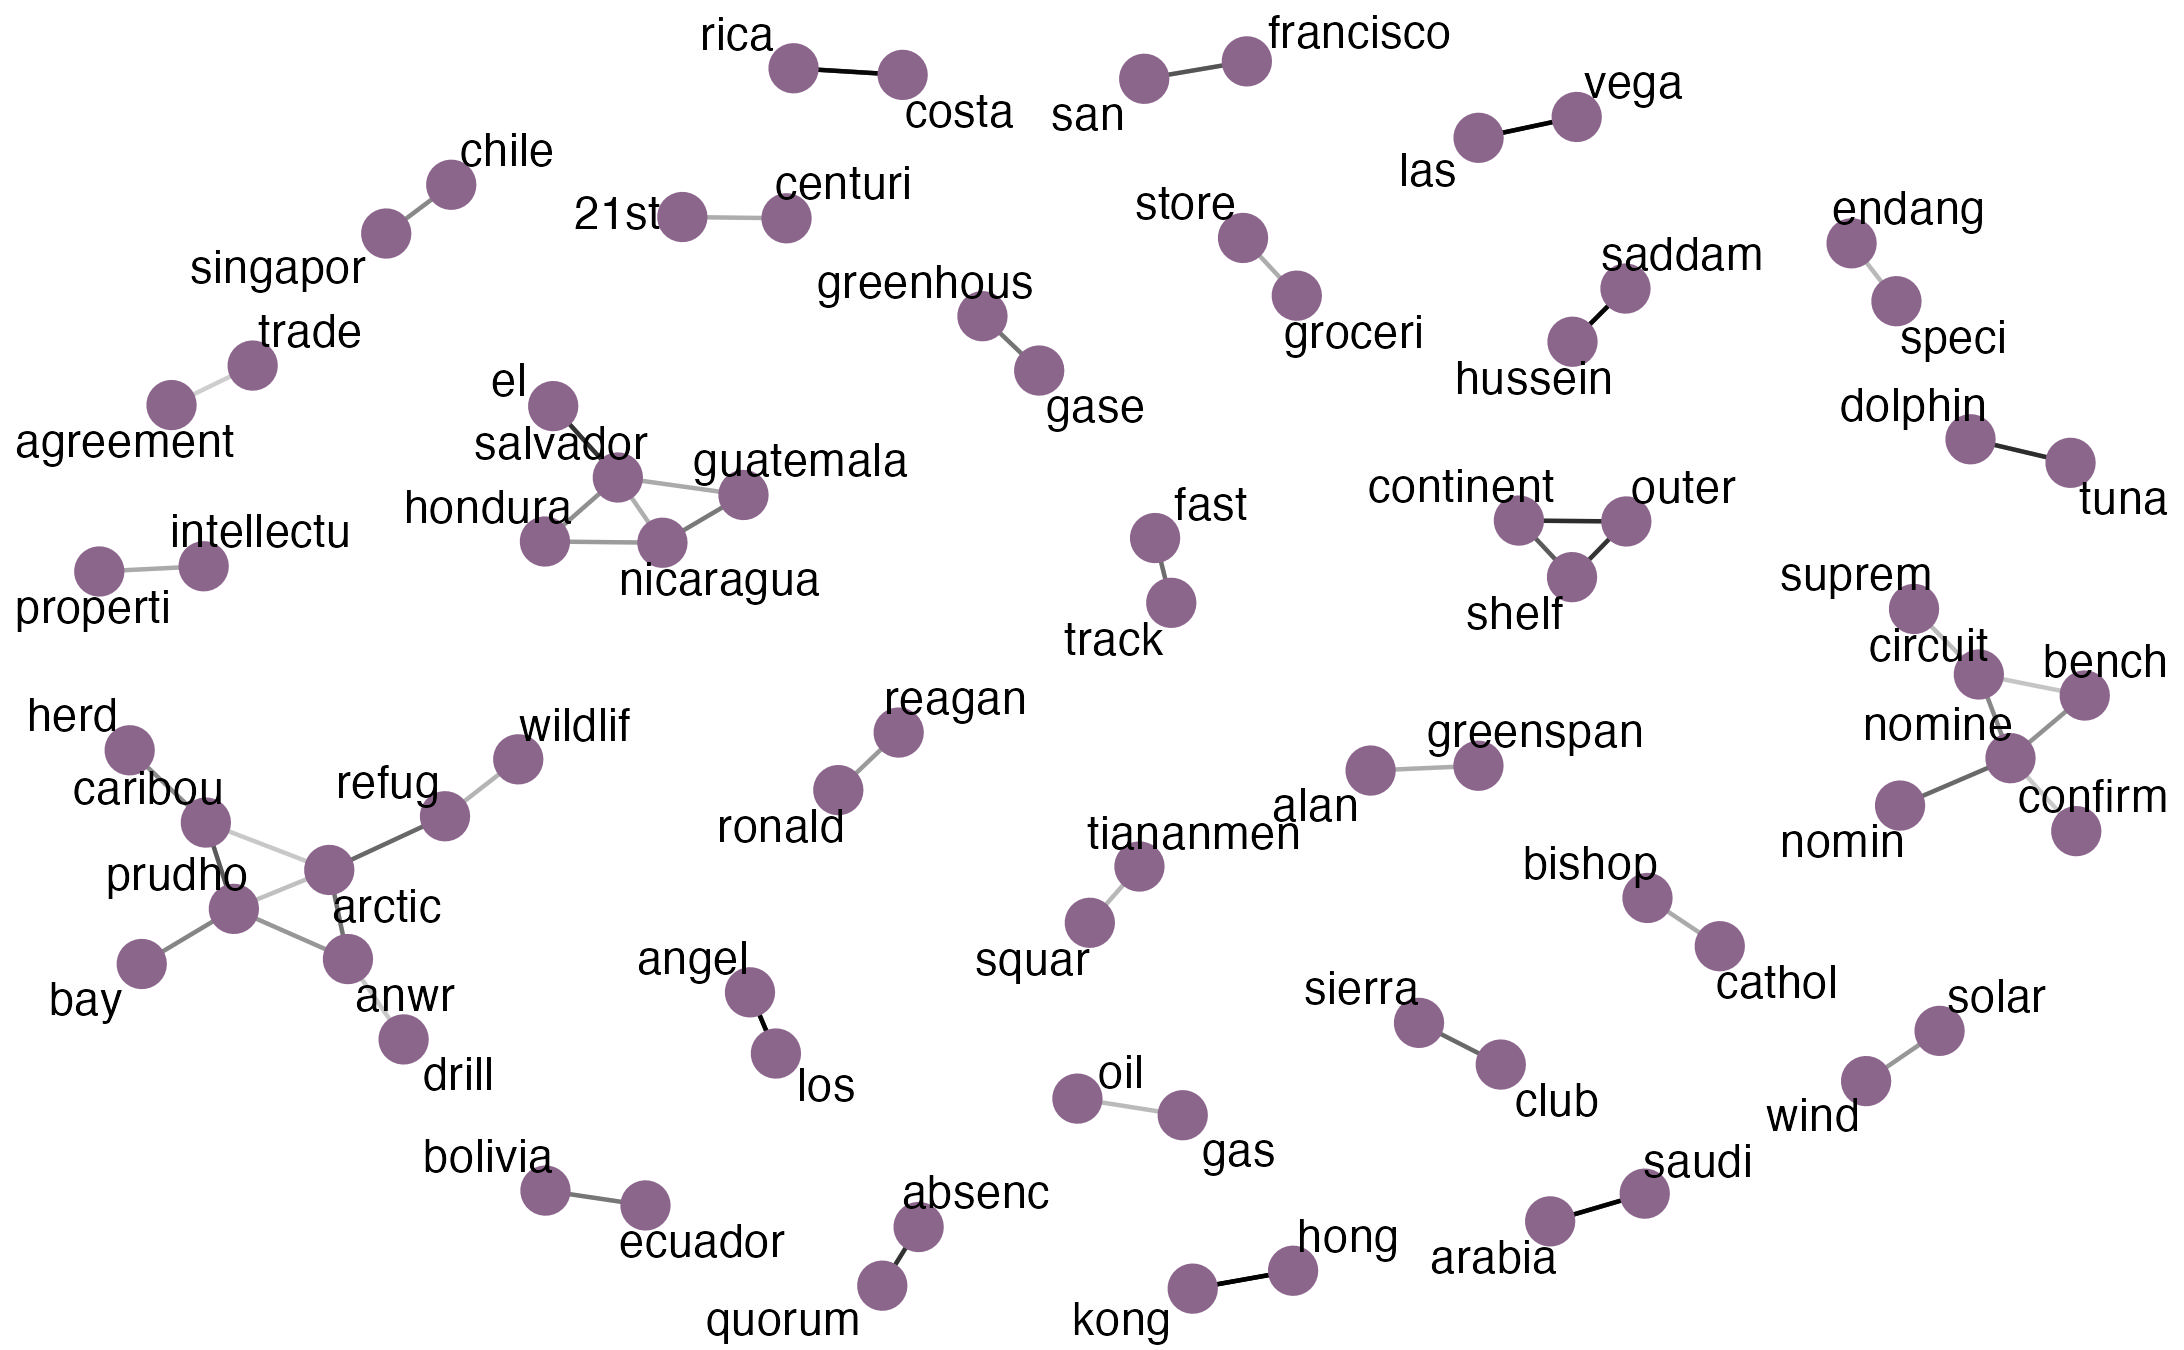 rica
francisco
costa
san
vega
las
chile
singapor
21st
centuri
store
groceri
endang
speci
saddam
hussein
greenhous
gase
trade
agreement
el
salvador
guatemala
hondura
nicaragua
dolphin
tuna
continent
outer
shelf
fast
track
intellectu
properti
suprem
circuit
bench
nomine
confirm
nomin
herd
caribou
refug
wildlif
prudho
arctic
bay
anwr
drill
reagan
ronald
greenspan
alan
tiananmen
squar
bishop
cathol
angel
los
sierra
club
solar
wind
oil
gas
bolivia
ecuador
absenc
quorum
saudi
arabia
hong
kong